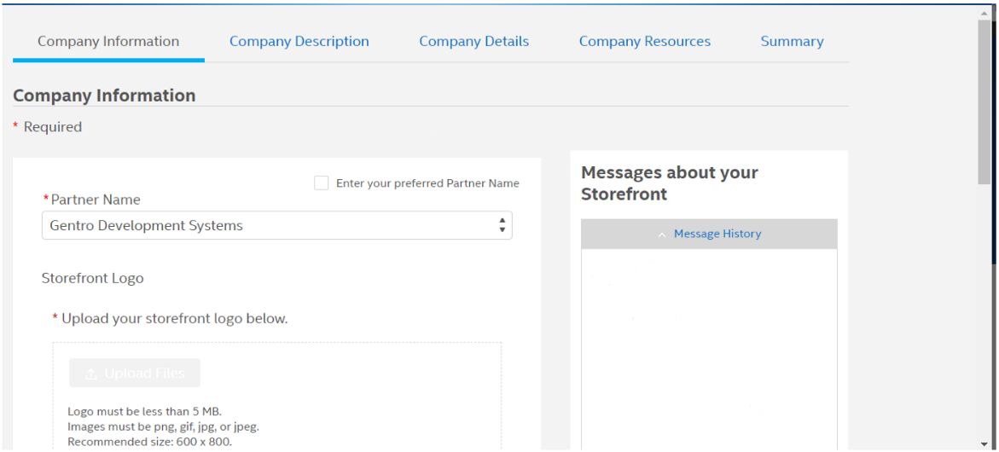 Company Information
Company Description
Company Details
Company Resources
Summary
Company Information
* Required
Enter your preferred Partner Name
*Partner Name
Gentro Development Systems
Storefront Logo
* Upload your storefront logo below.
Upload Files
Logo must be less than 5 MB.
Images must be png, gif, jpg, or jpeg.
Recommended size: 600 x 800.
Messages about your
Storefront
Message History